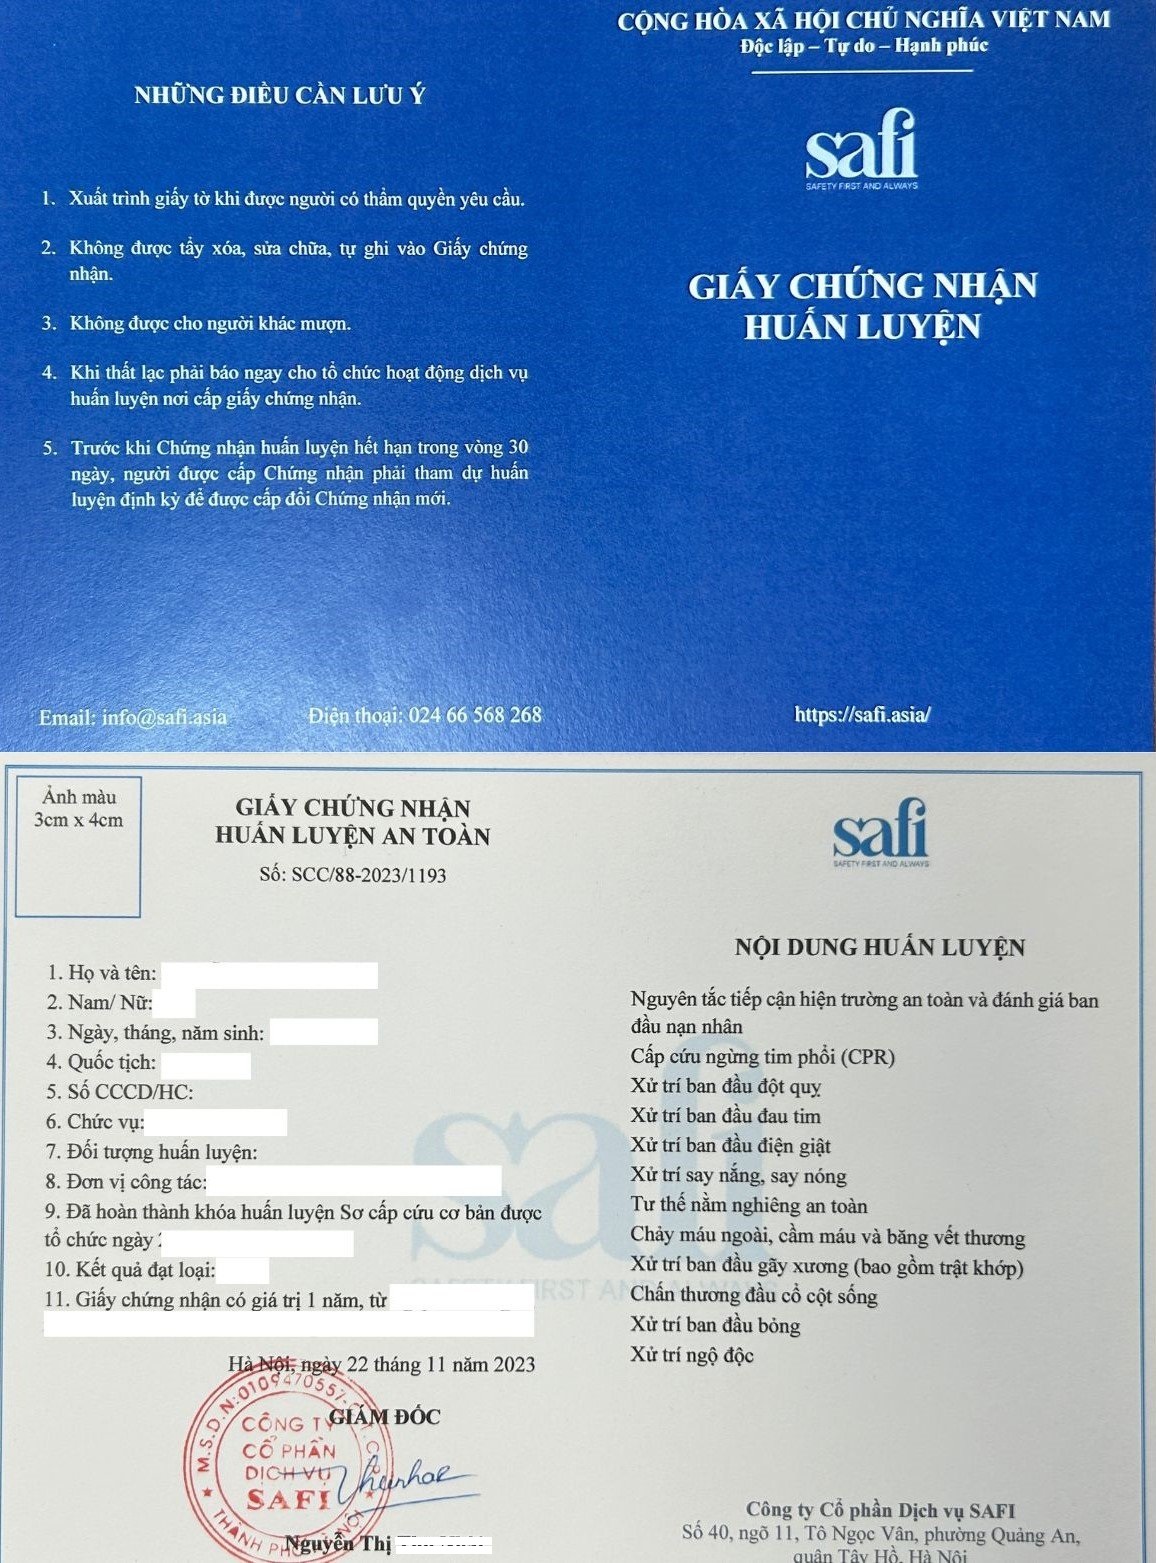 CỘNG HÒA XÃ HỘI CHỦ NGHĨA VIỆT NAM
Độc lập – Tự do – Hạnh phúc
safi
SAFETY FIRST AND ALWAYS
GIẤY CHỨNG NHẬN
HUẤN LUYỆN
https://safi.asia/
NHỮNG ĐIỀU CẦN LƯU Ý
1. Xuất trình giấy tờ khi được người có thẩm quyền yêu cầu.
2. Không được tẩy xóa, sửa chữa, tự ghi vào Giấy chứng
nhận.
3. Không được cho người khác mượn.
4. Khi thất lạc phải báo ngay cho tổ chức hoạt động dịch vụ
huấn luyện nơi cấp giấy chứng nhận.
5. Trước khi Chứng nhận huấn luyện hết hạn trong vòng 30
ngày, người được cấp Chứng nhận phải tham dự huấn
luyện định kỳ để được cấp đổi Chứng nhận mới.
Email: info@safi.asia
Điện thoại: 024 66 568 268
Ảnh màu
3cm x 4cm
GIẤY CHỨNG NHẬN
HUẤN LUYỆN AN TOÀN
Số: SCC/88-2023/1193
1. Họ và tên:
2. Nam/ Nữ:
3. Ngày, tháng, năm sinh:
4. Quốc tịch:
5. Số CCCD/HC:
6. Chức vụ:
7. Đối tượng huấn luyện:
8. Đơn vị công tác:
9. Đã hoàn thành khóa huấn luyện Sơ cấp cứu cơ bản được
tổ chức ngày
10. Kết quả đạt loại:
11. Giấy chứng nhận có giá trị 1 năm, từ
Hà Nội, ngày 22 tháng 11 năm 2023
GIÁM ĐỐC
M.S.D.N:0109470557
CÔNG TY
CỔ PHẦN
DỊCH VỤ
SAFI
THÀNH PHỐ HÀ NỘI
Nguyễn Thị
safi
SAFETY FIRST AND ALWAYS
NỘI DUNG HUẤN LUYỆN
Nguyên tắc tiếp cận hiện trường an toàn và đánh giá ban
đầu nạn nhân
Cấp cứu ngừng tim phổi (CPR)
Xử trí ban đầu đột quỵ
Xử trí ban đầu đau tim
Xử trí ban đầu điện giật
Xử trí say nắng, say nóng
Tư thế nằm nghiêng an toàn
Chảy máu ngoài, cầm máu và băng vết thương
Xử trí ban đầu gãy xương (bao gồm trật khớp)
Chấn thương đầu cổ cột sống
Xử trí ban đầu bỏng
Xử trí ngộ độc
safi
Công ty Cổ phần Dịch vụ SAFI
Số 40, ngõ 11, Tô Ngọc Vân, phường Quảng An,
quận Tây Hồ, Hà Nội